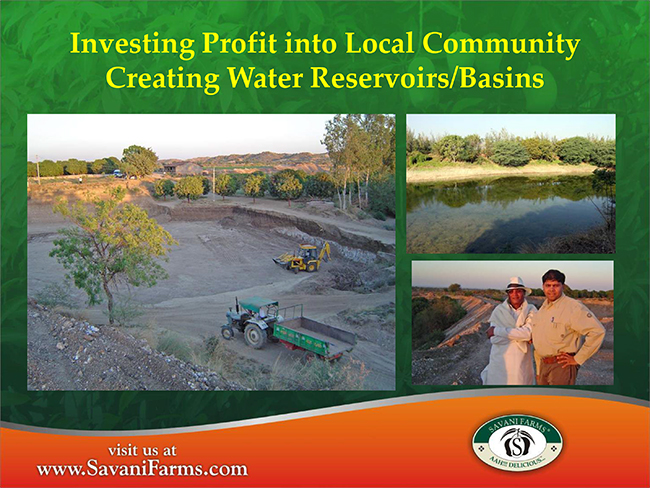 Investing Profit into Local Community
Creating Water Reservoirs/Basins
visit us at
www.SavaniFarms.com
SAVANI FARMS®
S
AAH!!! DELICIOUS...